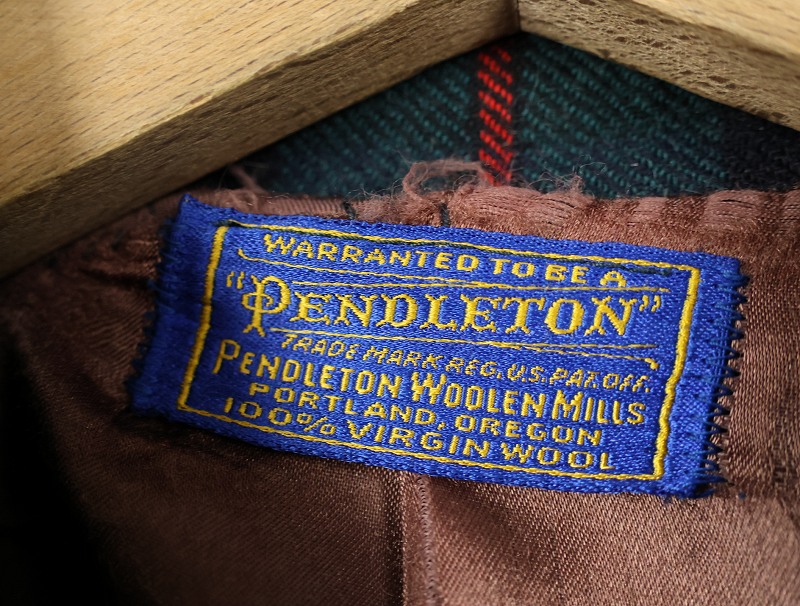 WARRANTED TO BE A
"PENDLETON"
TRADE MARK REG. U.S. PAT. OFF.
PENDLETON WOOLEN MILLS
PORTLAND, OREGON
100% VIRGIN WOOL